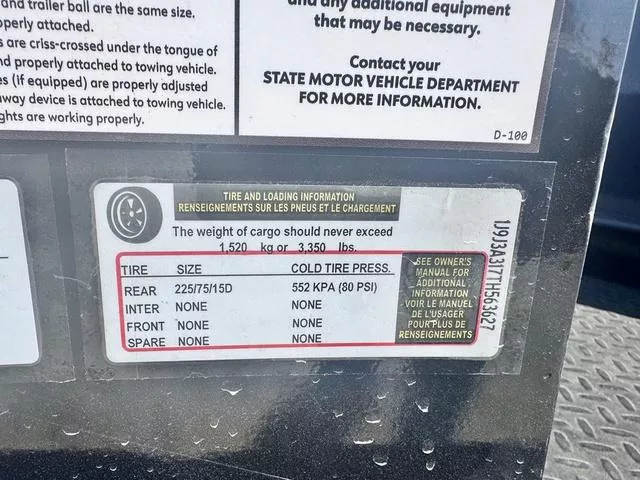 and trailer ball are the same size.
operly attached.
s are criss-crossed under the tongue of
nd properly attached to towing vehicle.
es (if equipped) are properly adjusted
away device is attached to towing vehicle.
ghts are working properly.
and any additional equipment
that may be necessary.
Contact your
STATE MOTOR VEHICLE DEPARTMENT
FOR MORE INFORMATION.
D-100
TIRE AND LOADING INFORMATION
RENSEIGNEMENTS SUR LES PNEUS ET LE CHARGEMENT
The weight of cargo should never exceed
1,520 kg or 3,350 lbs.
TIRE SIZE COLD TIRE PRESS.
REAR 225/75/15D 552 KPA (80 PSI)
INTER NONE NONE
FRONT NONE NONE
SPARE NONE NONE
SEE OWNER'S
MANUAL FOR
ADDITIONAL
INFORMATION
VOIR LE MANUEL
DE L'USAGER
POUR PLUS DE
RENSEIGNEMENTS
1J9J3A317TH563627